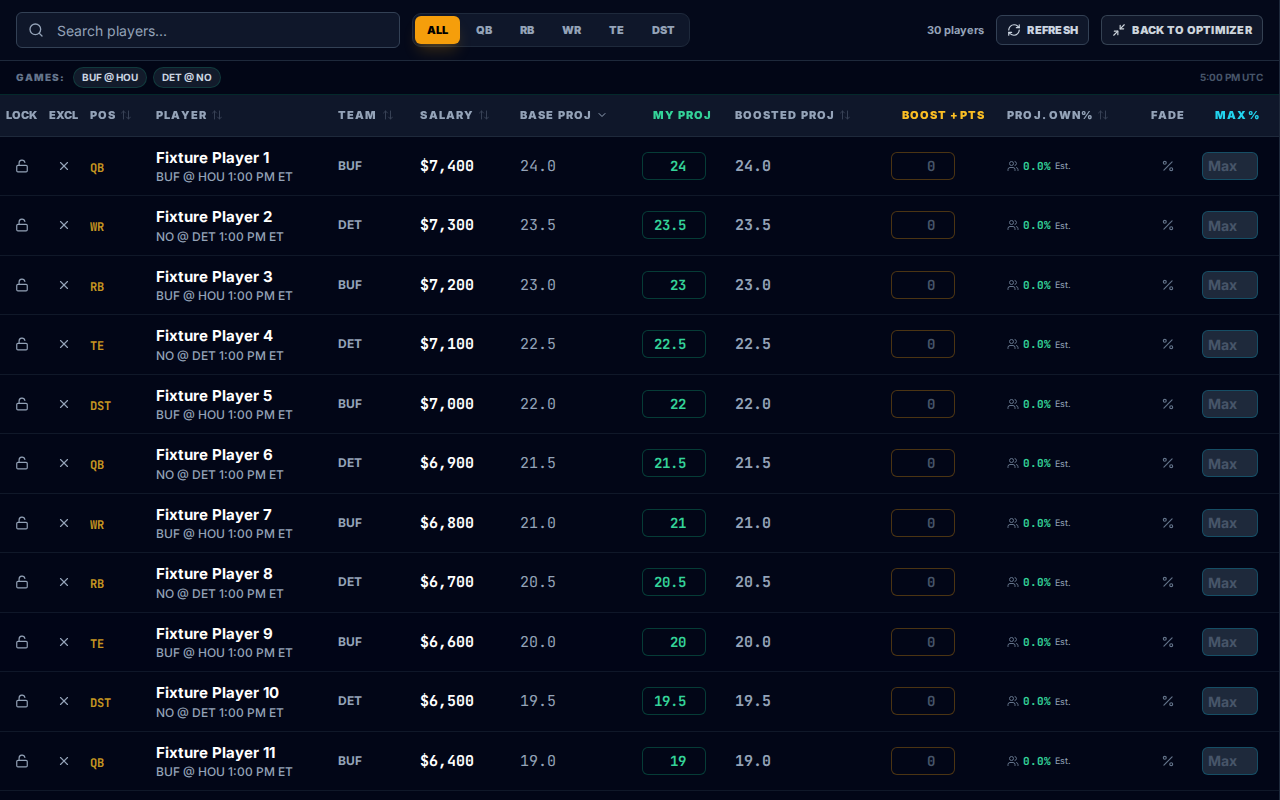 Search players...
ALL QB RB WR TE DST
30 players REFRESH BACK TO OPTIMIZER
GAMES: BUF @ HOU DET @ NO 5:00 PM UTC
LOCK EXCL POS PLAYER TEAM SALARY BASE PROJ MY PROJ BOOSTED PROJ BOOST +PTS PROJ. OWN% FADE MAX %
QB Fixture Player 1 BUF $7,400 24.0 24 24.0 0 0.0% Est. % Max
BUF @ HOU 1:00 PM ET
WR Fixture Player 2 DET $7,300 23.5 23.5 23.5 0 0.0% Est. % Max
NO @ DET 1:00 PM ET
RB Fixture Player 3 BUF $7,200 23.0 23 23.0 0 0.0% Est. % Max
BUF @ HOU 1:00 PM ET
TE Fixture Player 4 DET $7,100 22.5 22.5 22.5 0 0.0% Est. % Max
NO @ DET 1:00 PM ET
DST Fixture Player 5 BUF $7,000 22.0 22 22.0 0 0.0% Est. % Max
BUF @ HOU 1:00 PM ET
QB Fixture Player 6 DET $6,900 21.5 21.5 21.5 0 0.0% Est. % Max
NO @ DET 1:00 PM ET
WR Fixture Player 7 BUF $6,800 21.0 21 21.0 0 0.0% Est. % Max
BUF @ HOU 1:00 PM ET
RB Fixture Player 8 DET $6,700 20.5 20.5 20.5 0 0.0% Est. % Max
NO @ DET 1:00 PM ET
TE Fixture Player 9 BUF $6,600 20.0 20 20.0 0 0.0% Est. % Max
BUF @ HOU 1:00 PM ET
DST Fixture Player 10 DET $6,500 19.5 19.5 19.5 0 0.0% Est. % Max
NO @ DET 1:00 PM ET
QB Fixture Player 11 BUF $6,400 19.0 19 19.0 0 0.0% Est. % Max
BUF @ HOU 1:00 PM ET